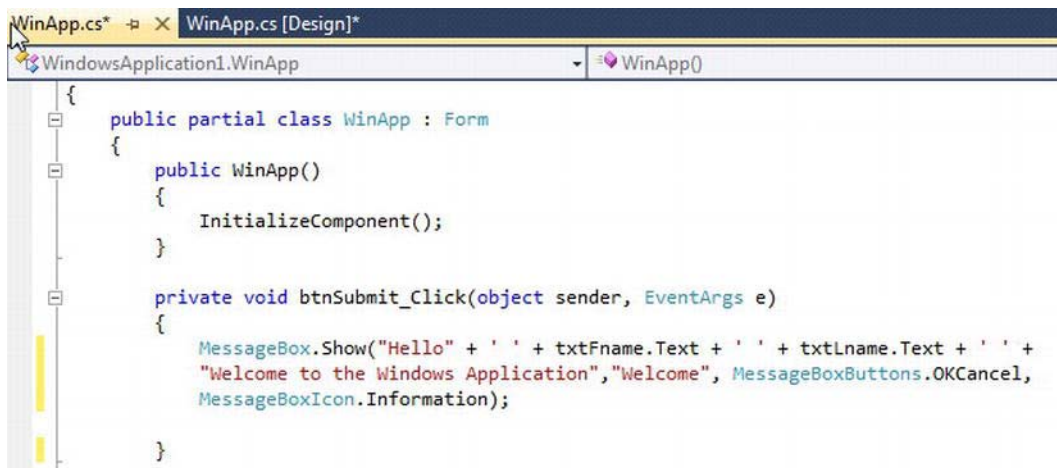 WinApp.cs* WinApp.cs [Design]*
WindowsApplication1.WinApp WinApp()
{
public partial class WinApp : Form
{
public WinApp()
{
InitializeComponent();
}
private void btnSubmit_Click(object sender, EventArgs e)
{
MessageBox.Show("Hello" + ' ' + txtFname.Text + ' ' + txtLname.Text + ' ' +
"Welcome to the Windows Application","Welcome", MessageBoxButtons.OKCancel,
MessageBoxIcon.Information);
}